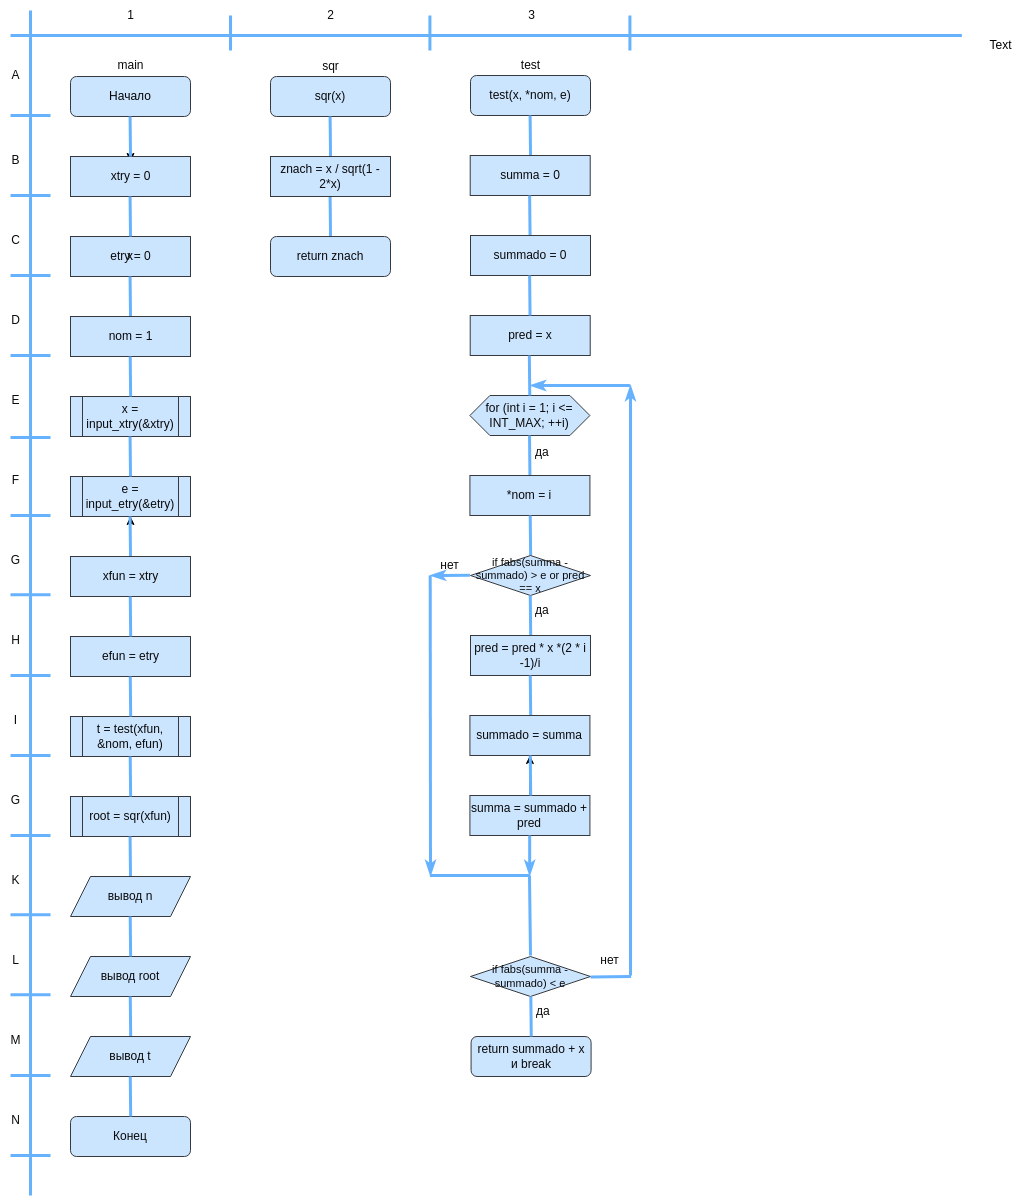 1
2
3
Text
A
main
sqr
test
Начало
sqr(x)
test(x, *nom, e)
B
xtry = 0
znach = x / sqrt(1 -
2*x)
summa = 0
C
etry = 0
return znach
summado = 0
D
nom = 1
pred = x
E
x =
input_xtry(&xtry)
for (int i = 1; i <=
INT_MAX; ++i)
да
F
e =
input_etry(&etry)
*nom = i
G
xfun = xtry
нет
if fabs(summa -
summado) > e or pred
== x
да
H
efun = etry
pred = pred * x *(2 * i
-1)/i
I
t = test(xfun,
&nom, efun)
summado = summa
G
root = sqr(xfun)
summa = summado +
pred
K
вывод n
L
вывод root
if fabs(summa -
summado) < e
нет
да
M
вывод t
return summado + x
и break
N
Конец